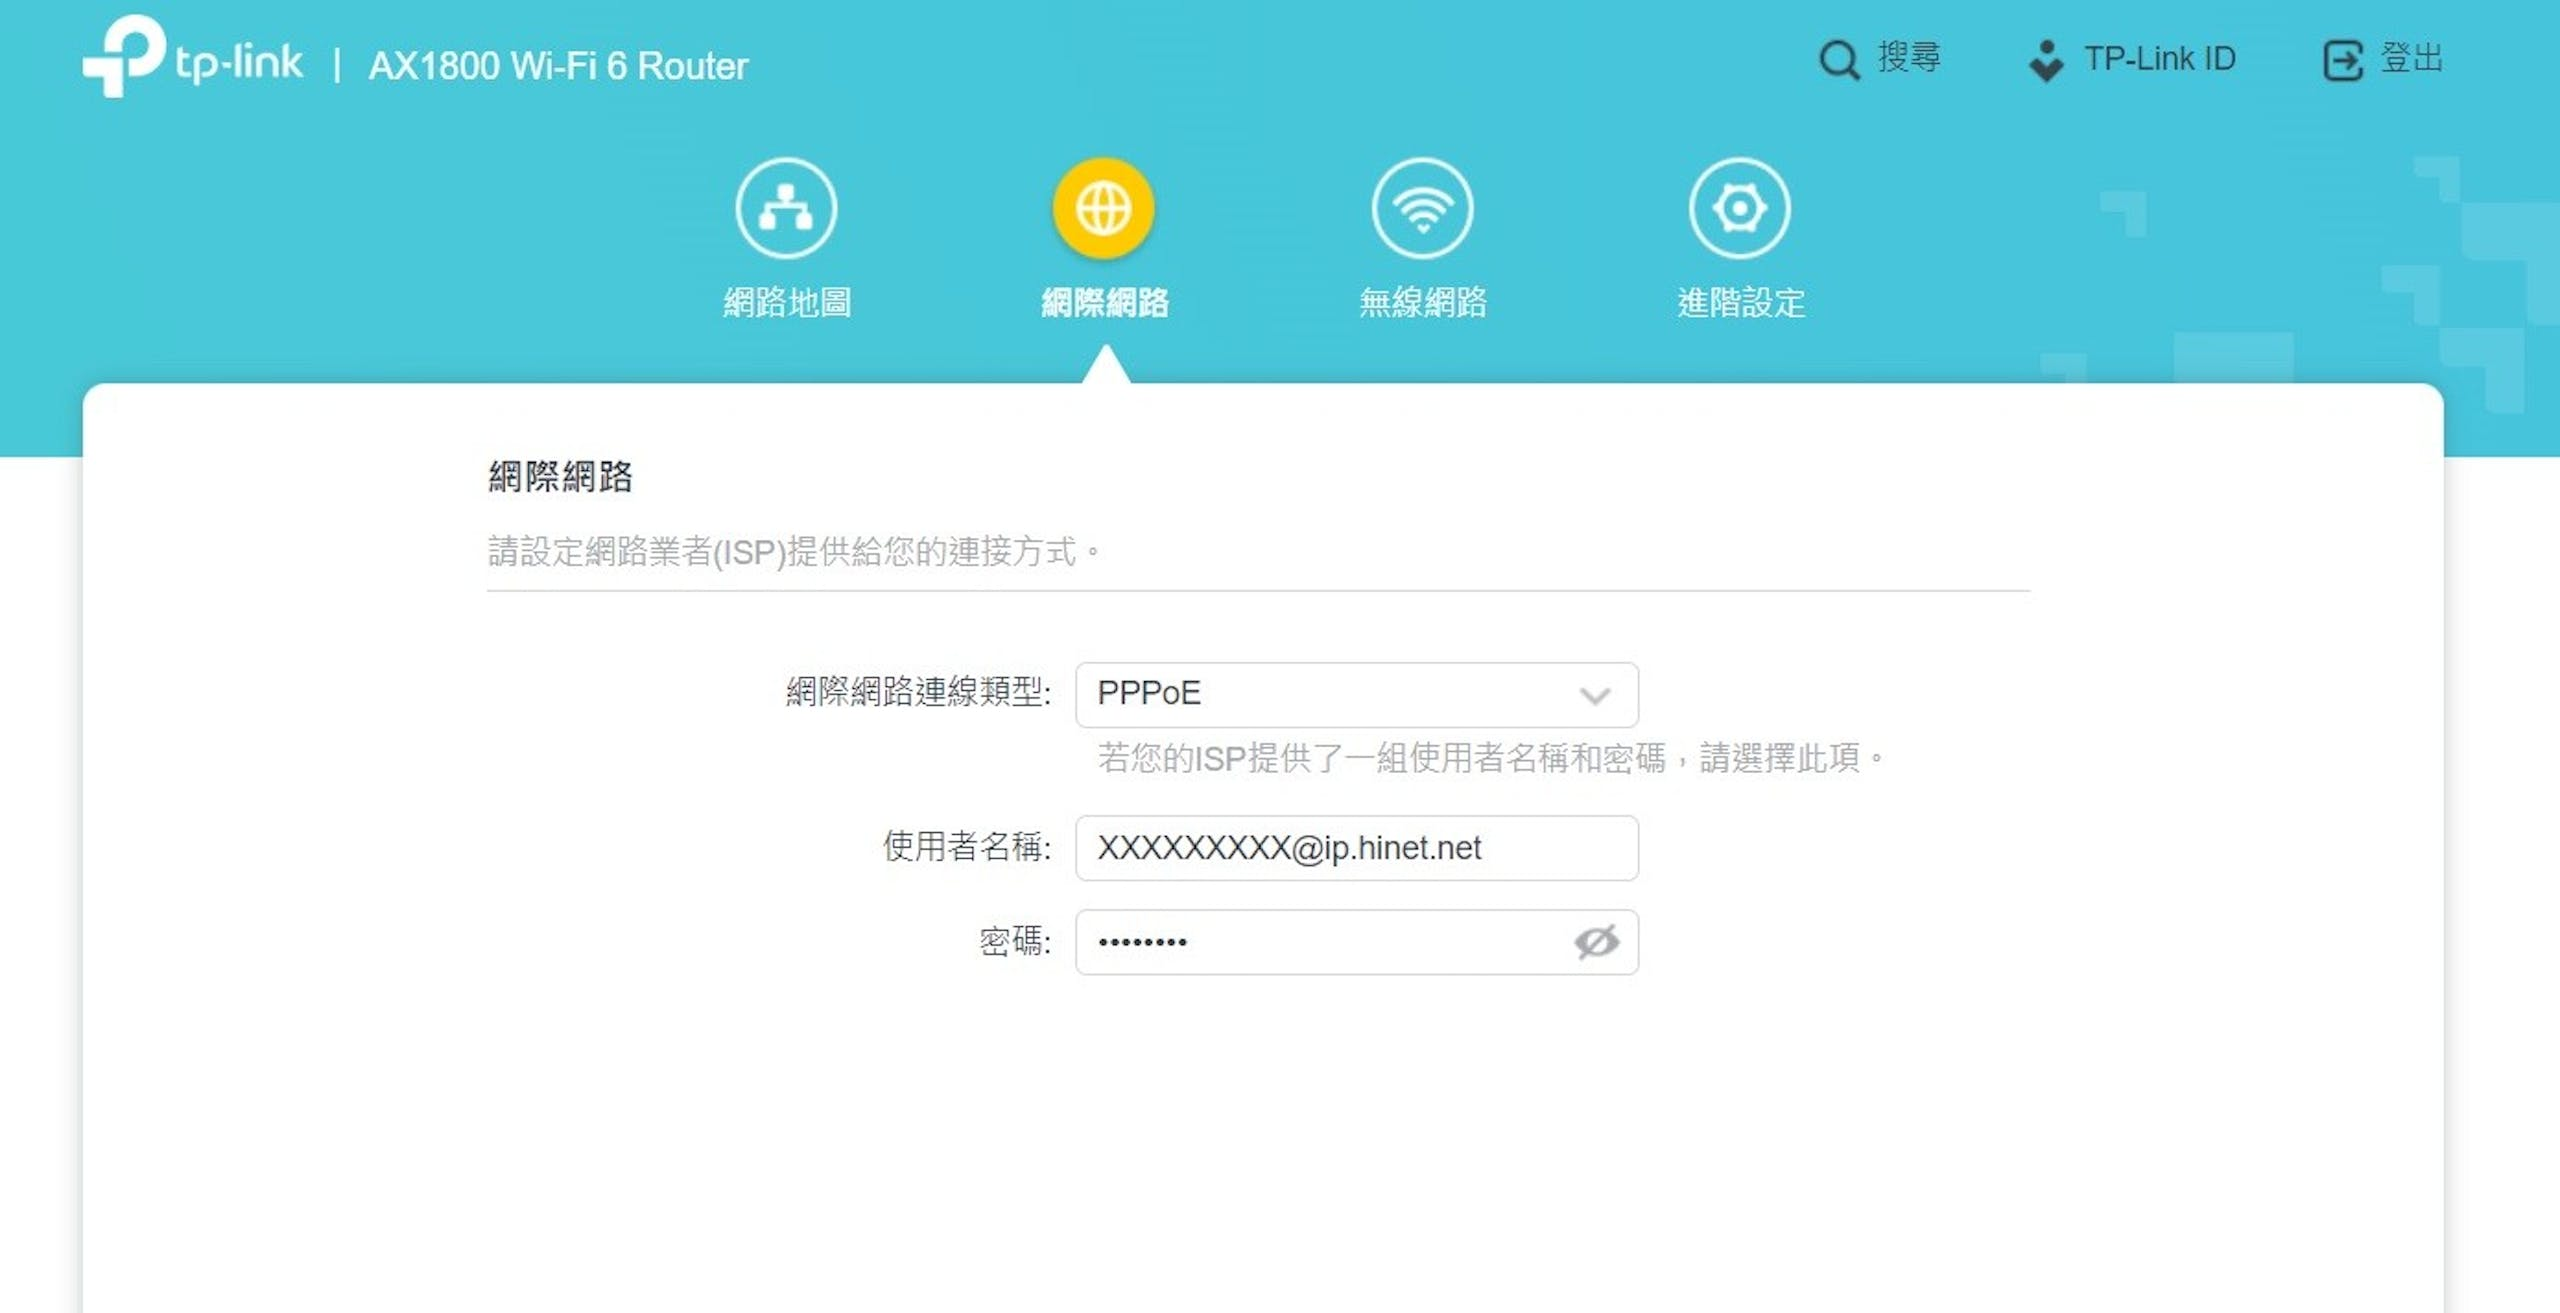 tp-link | AX1800 Wi-Fi 6 Router
搜尋 TP-Link ID 登出
網路地圖 網際網路 無線網路 進階設定
網際網路
請設定網路業者(ISP)提供給您的連接方式。
網際網路連線類型: PPPoE
若您的ISP提供了一組使用者名稱和密碼，請選擇此項。
使用者名稱: XXXXXXXXX@ip.hinet.net
密碼: ••••••••